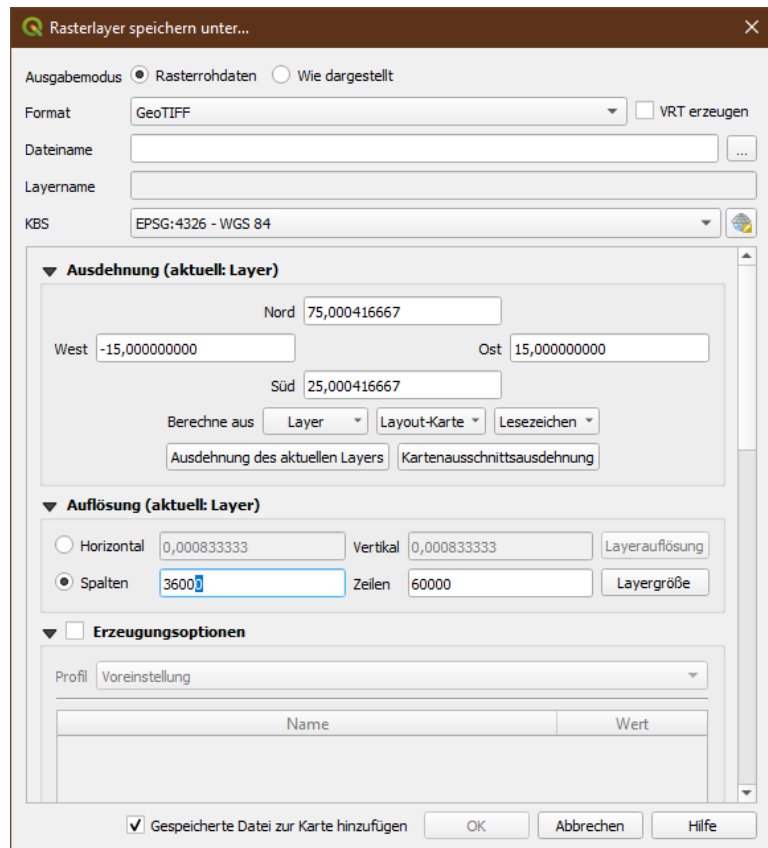 Rasterlayer speichern unter...
Ausgabemodus Rasterrohdaten Wie dargestellt
Format GeoTIFF VRT erzeugen
Dateiname ...
Layername
KBS EPSG:4326 - WGS 84
Ausdehnung (aktuell: Layer)
Nord 75,000416667
West -15,000000000 Ost 15,000000000
Süd 25,000416667
Berechne aus Layer Layout-Karte Lesezeichen
Ausdehnung des aktuellen Layers Kartenausschnittsausdehnung
Auflösung (aktuell: Layer)
Horizontal 0,000833333 Vertikal 0,000833333 Layerauflösung
Spalten 36000 Zeilen 60000 Layergröße
Erzeugungsoptionen
Profil Voreinstellung
Name Wert
Gespeicherte Datei zur Karte hinzufügen OK Abbrechen Hilfe